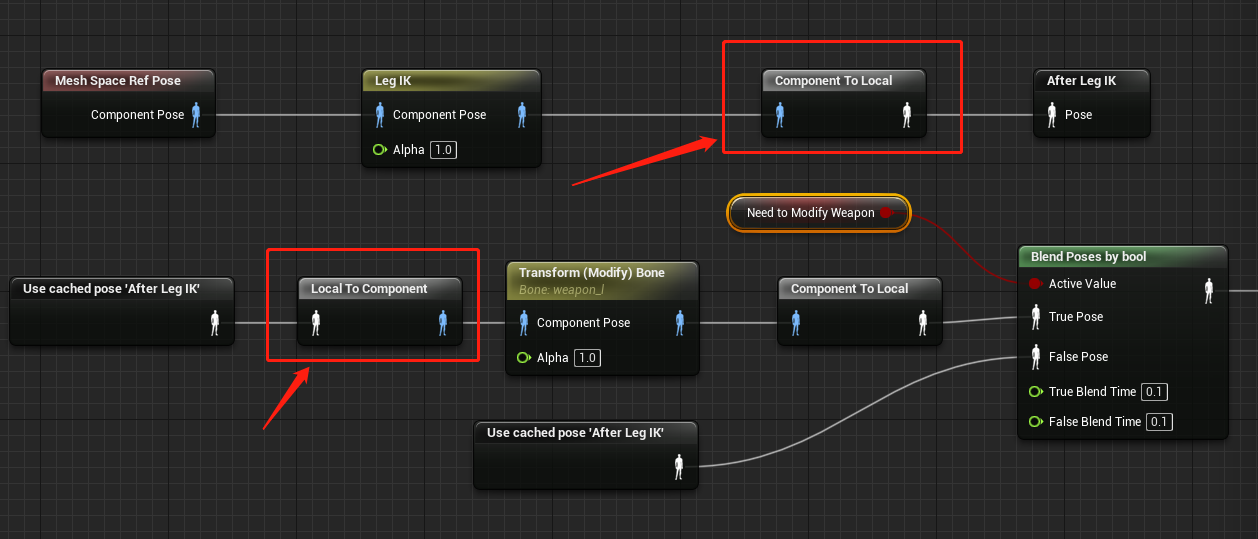 Mesh Space Ref Pose
Component Pose
Leg IK
Component Pose
Alpha 1.0
Component To Local
After Leg IK
Pose
Need to Modify Weapon
Use cached pose 'After Leg IK'
Local To Component
Transform (Modify) Bone
Bone: weapon_l
Component Pose
Alpha 1.0
Component To Local
Blend Poses by bool
Active Value
True Pose
False Pose
True Blend Time 0.1
False Blend Time 0.1
Use cached pose 'After Leg IK'